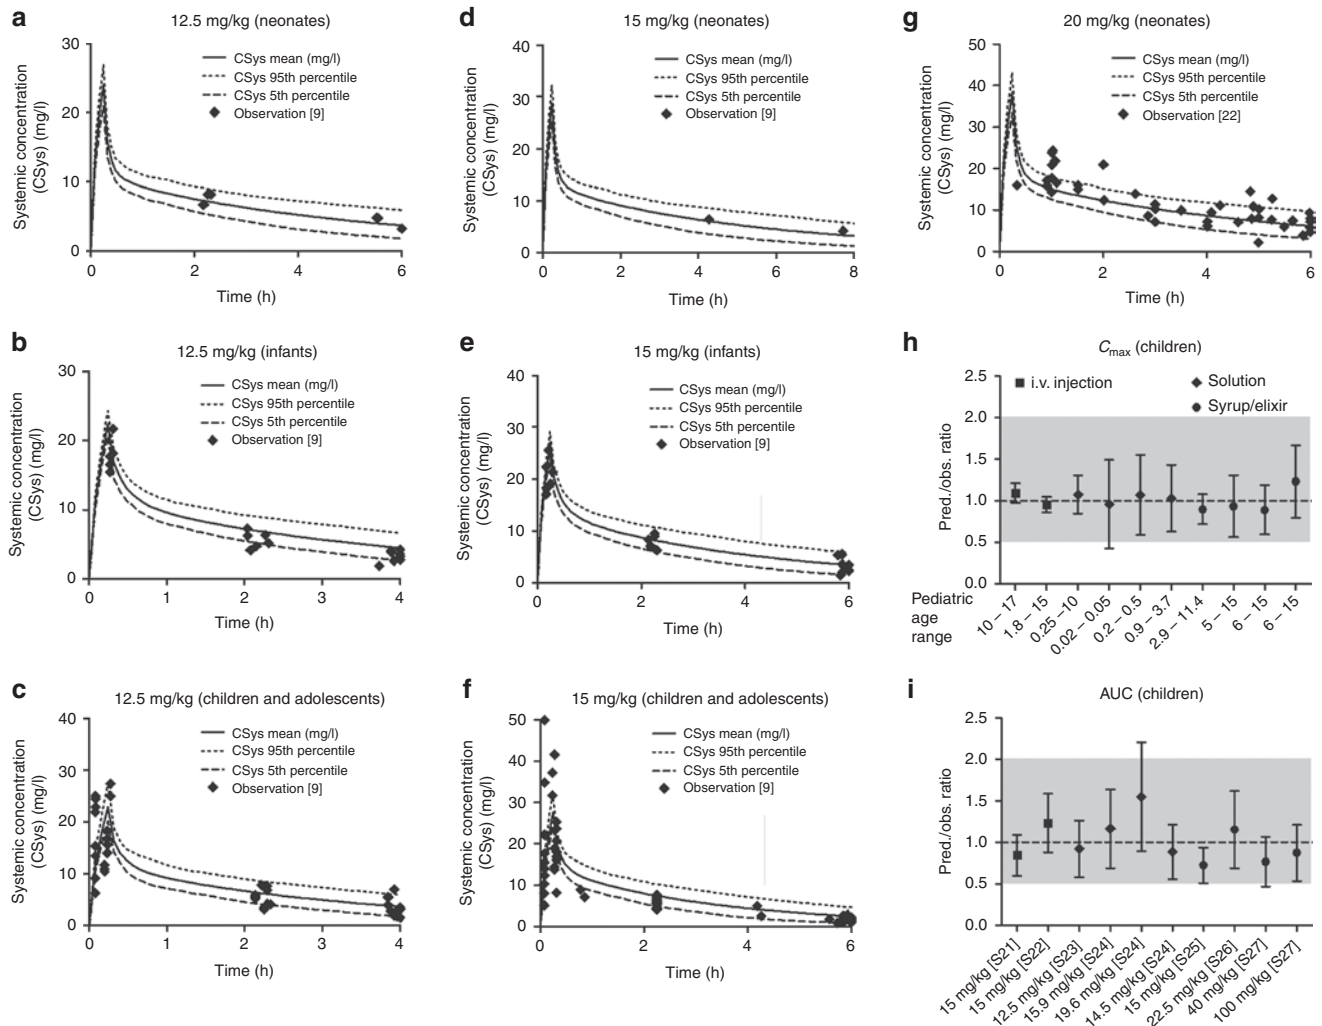 a
12.5 mg/kg (neonates)
Systemic concentration
(CSys) (mg/l)
30
20
10
0
CSys mean (mg/l)
CSys 95th percentile
CSys 5th percentile
Observation [9]
0 2 4 6
Time (h)
d
15 mg/kg (neonates)
Systemic concentration
(CSys) (mg/l)
40
30
20
10
0
CSys mean (mg/l)
CSys 95th percentile
CSys 5th percentile
Observation [9]
0 2 4 6 8
Time (h)
g
20 mg/kg (neonates)
Systemic concentration
(CSys) (mg/l)
50
40
30
20
10
0
CSys mean (mg/l)
CSys 95th percentile
CSys 5th percentile
Observation [22]
0 2 4 6
Time (h)
b
12.5 mg/kg (infants)
Systemic concentration
(CSys) (mg/l)
30
20
10
0
CSys mean (mg/l)
CSys 95th percentile
CSys 5th percentile
Observation [9]
0 1 2 3 4
Time (h)
e
15 mg/kg (infants)
Systemic concentration
(CSys) (mg/l)
40
30
20
10
0
CSys mean (mg/l)
CSys 95th percentile
CSys 5th percentile
Observation [9]
0 2 4 6
Time (h)
h
Cmax (children)
Pred./obs. ratio
2.5
2.0
1.5
1.0
0.5
0.0
i.v. injection
Solution
Syrup/elixir
Pediatric
age
range
10 – 17
1.8 – 15
0.25 –10
0.02 – 0.05
0.2 – 0.5
0.9 – 3.7
2.9 – 11.4
5 – 15
6 – 15
6 – 15
c
12.5 mg/kg (children and adolescents)
Systemic concentration
(CSys) (mg/l)
40
30
20
10
0
CSys mean (mg/l)
CSys 95th percentile
CSys 5th percentile
Observation [9]
0 1 2 3 4
Time (h)
f
15 mg/kg (children and adolescents)
Systemic concentration
(CSys) (mg/l)
50
40
30
20
10
0
CSys mean (mg/l)
CSys 95th percentile
CSys 5th percentile
Observation [9]
0 2 4 6
Time (h)
i
AUC (children)
Pred./obs. ratio
2.5
2.0
1.5
1.0
0.5
0.0
15 mg/kg [S21]
15 mg/kg [S22]
12.5 mg/kg [S23]
15.9 mg/kg [S24]
19.6 mg/kg [S24]
14.5 mg/kg [S24]
15 mg/kg [S25]
22.5 mg/kg [S26]
40 mg/kg [S27]
100 mg/kg [S27]